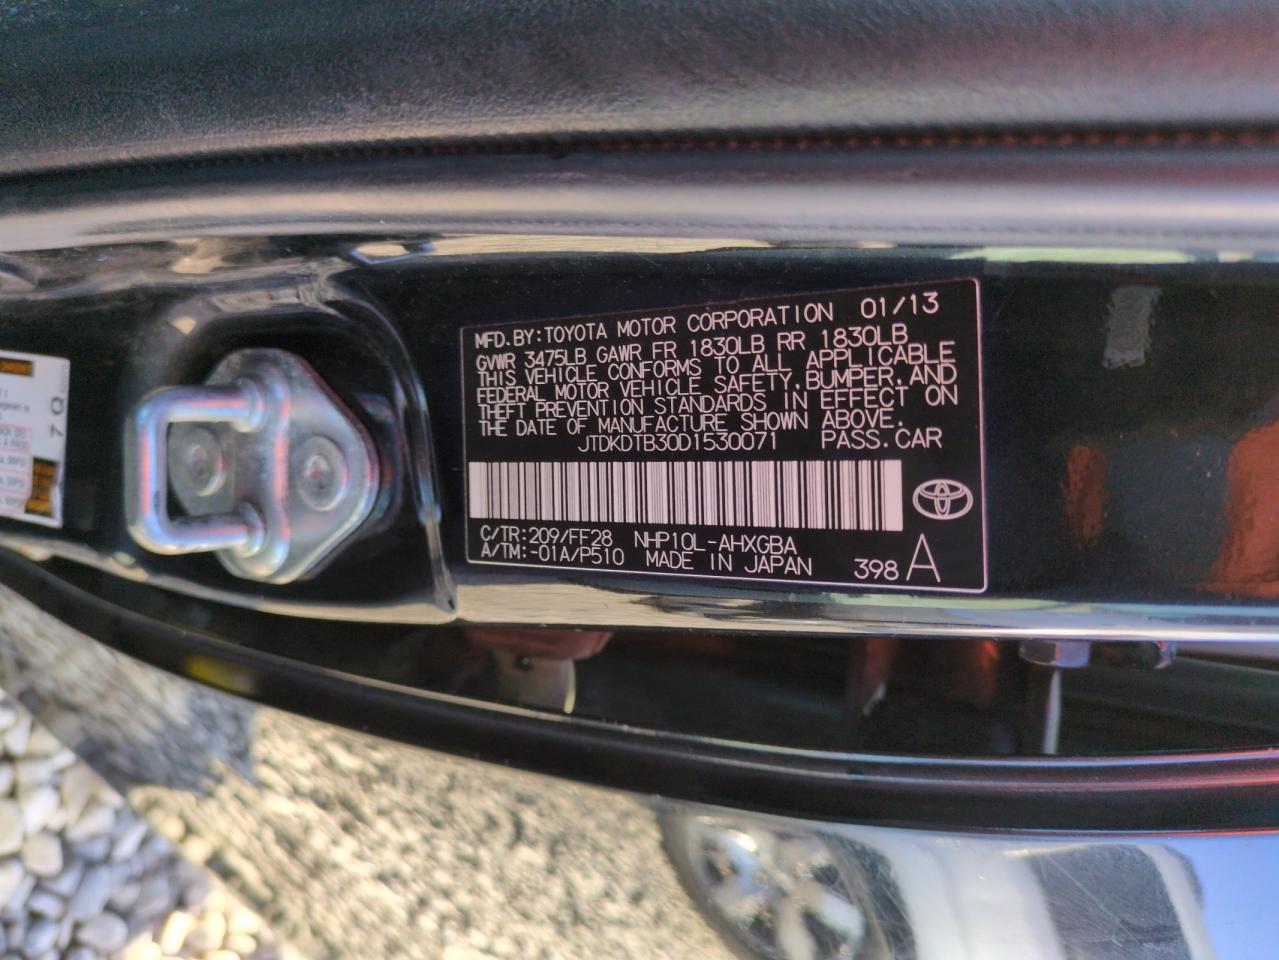 MFD. BY: TOYOTA MOTOR CORPORATION 01/13
GVWR 3475LB GAWR FR 1830LB RR 1830LB
THIS VEHICLE CONFORMS TO ALL APPLICABLE
FEDERAL MOTOR VEHICLE SAFETY, BUMPER, AND
THEFT PREVENTION STANDARDS IN EFFECT ON
THE DATE OF MANUFACTURE SHOWN ABOVE.
JTDKDTB30D1530071 PASS. CAR
C/TR: 209/FF28 NHP10L-AHXGBA
A/TM: -01A/P510 MADE IN JAPAN 398 A
7Q